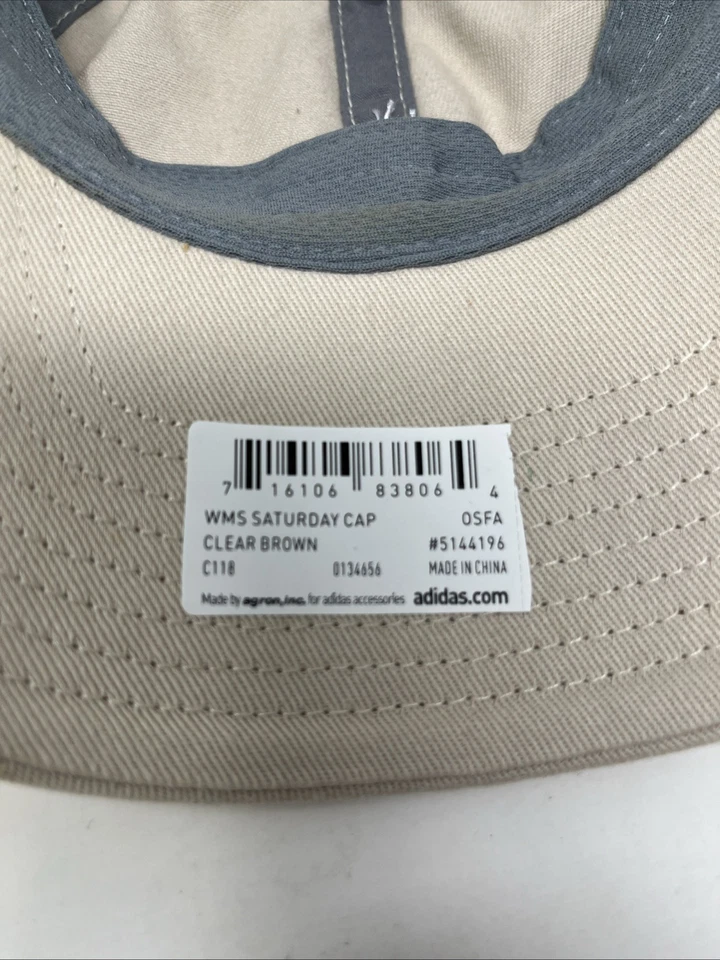 7 16106 83806 4
WMS SATURDAY CAP OSFA
CLEAR BROWN #5144196
C118 0134656 MADE IN CHINA
Made by agron, inc. for adidas accessories adidas.com